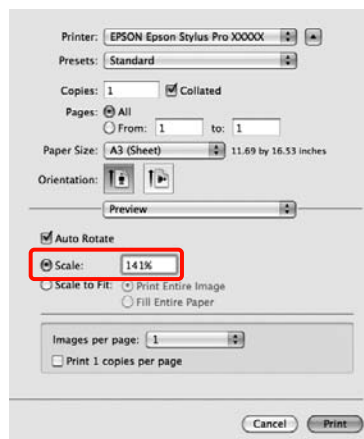 Printer: EPSON Epson Stylus Pro XXXXX
Presets: Standard
Copies: 1 Collated
Pages: All
From: 1 to: 1
Paper Size: A3 (Sheet) 11.69 by 16.53 inches
Orientation:
Preview
Auto Rotate
Scale: 141%
Scale to Fit: Print Entire Image
Fill Entire Paper
Images per page: 1
Print 1 copies per page
Cancel Print